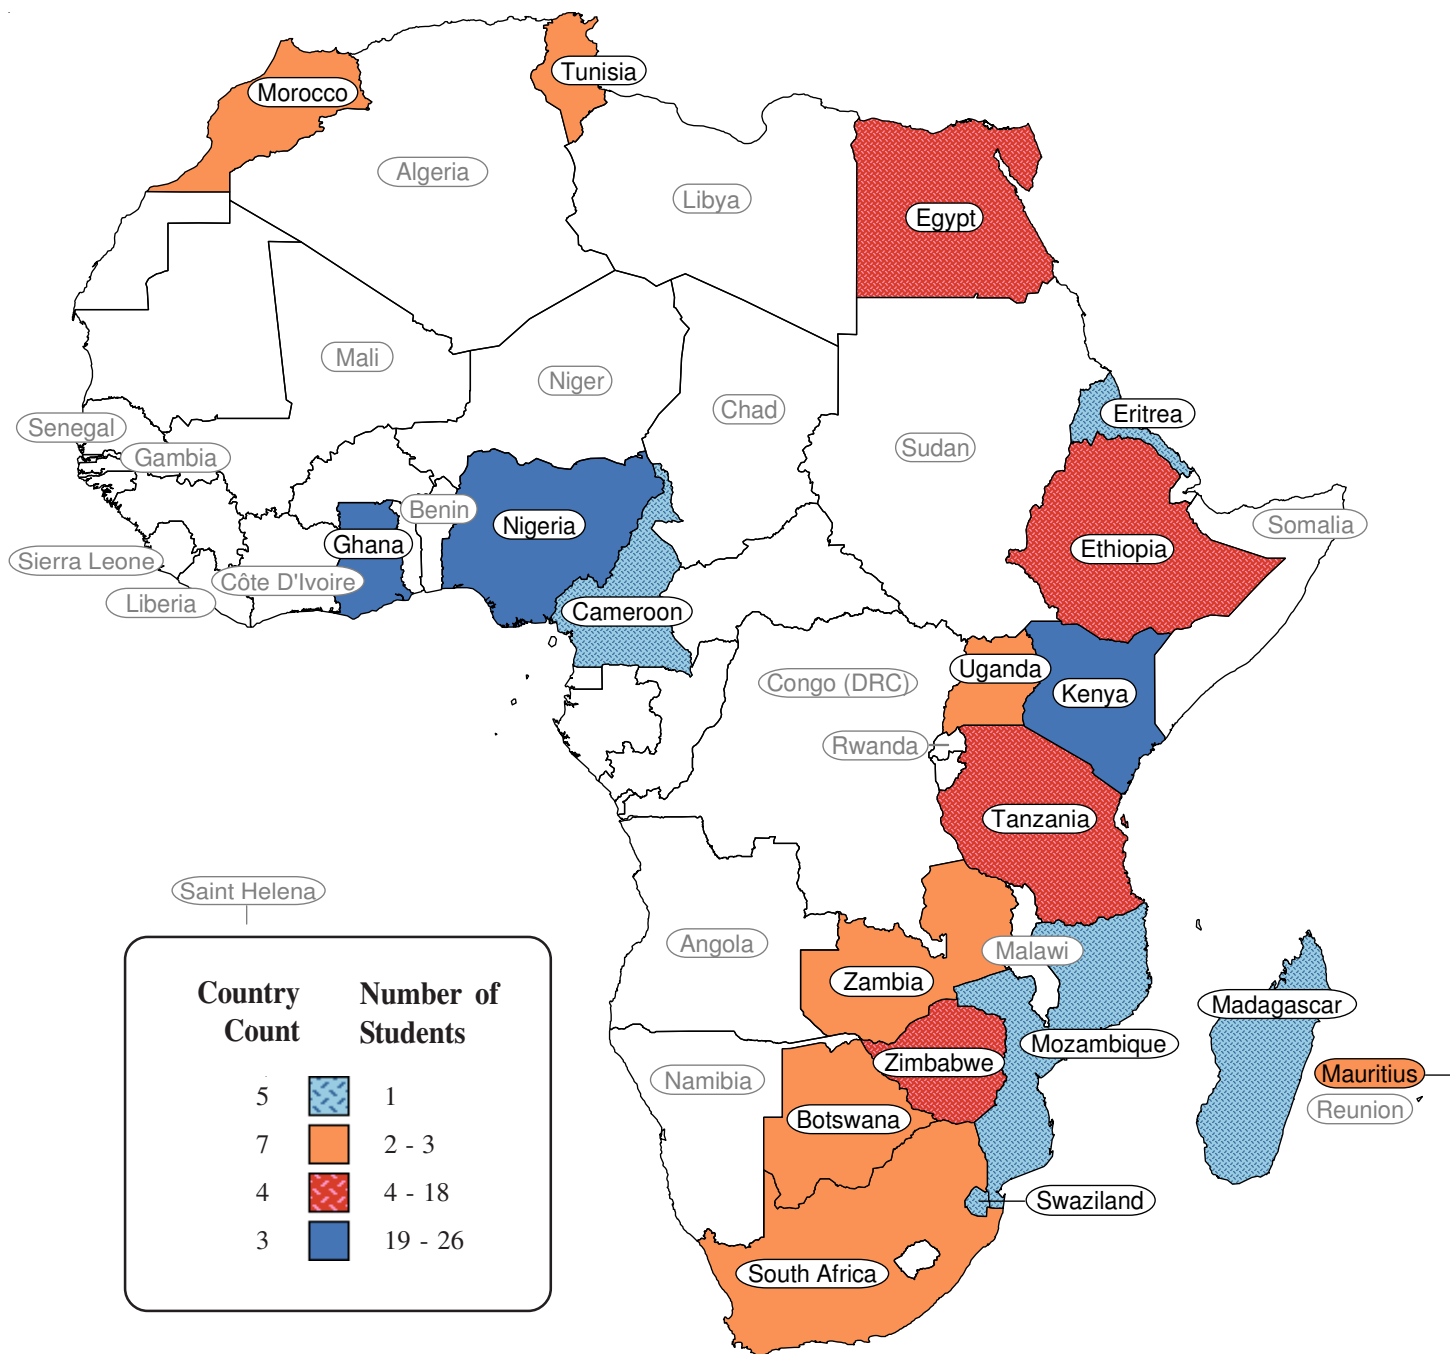 Tunisia
Morocco
Algeria
Libya
Egypt
Mali
Niger
Chad
Eritrea
Senegal
Gambia
Sudan
Benin
Nigeria
Somalia
Ghana
Ethiopia
Sierra Leone
Côte D'Ivoire
Liberia
Cameroon
Uganda
Congo (DRC)
Kenya
Rwanda
Tanzania
Saint Helena
Angola
Malawi
Zambia
Madagascar
Mozambique
Zimbabwe
Mauritius
Namibia
Reunion
Botswana
Swaziland
South Africa
Country Number of
Count Students
5 1
7 2 - 3
4 4 - 18
3 19 - 26